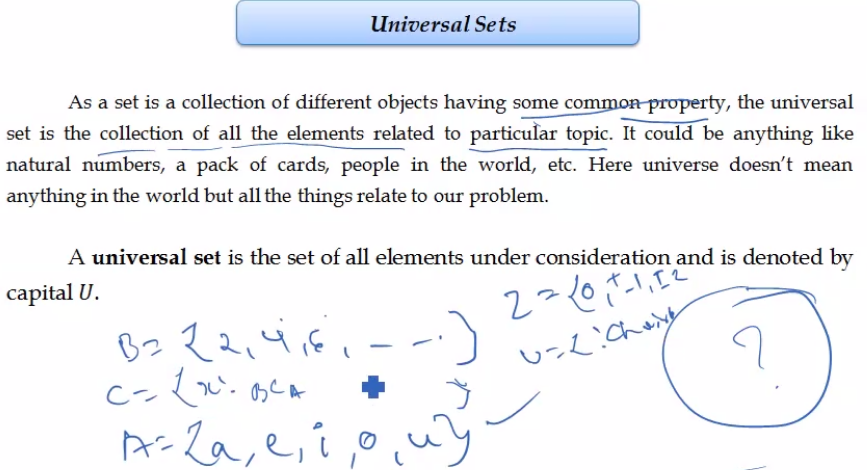 Universal Sets
As a set is a collection of different objects having some common property, the universal
set is the collection of all the elements related to particular topic. It could be anything like
natural numbers, a pack of cards, people in the world, etc. Here universe doesn't mean
anything in the world but all the things relate to our problem.
A universal set is the set of all elements under consideration and is denoted by
capital U.
Z = {0, ±1, ±2
B = {2, 4, 6, - - ·}
U = {
?
C = {x: BCA }
A = {a, e, i, o, u}